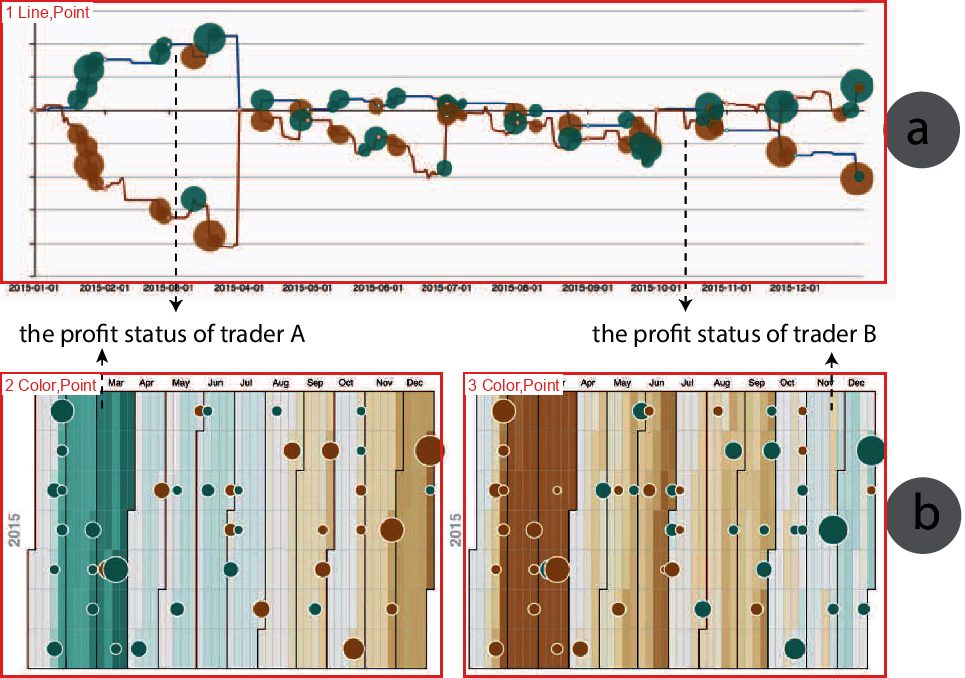 1 Line,Point
a
2015-01-01 2015-02-01 2015-03-01 2015-04-01 2015-05-01 2015-06-01 2015-07-01 2015-08-01 2015-09-01 2015-10-01 2015-11-01 2015-12-01
the profit status of trader A
the profit status of trader B
2 Color,Point
Mar Apr May Jun Jul Aug Sep Oct Nov Dec
2015
3 Color,Point
Apr May Jun Jul Aug Sep Oct Nov Dec
2015
b